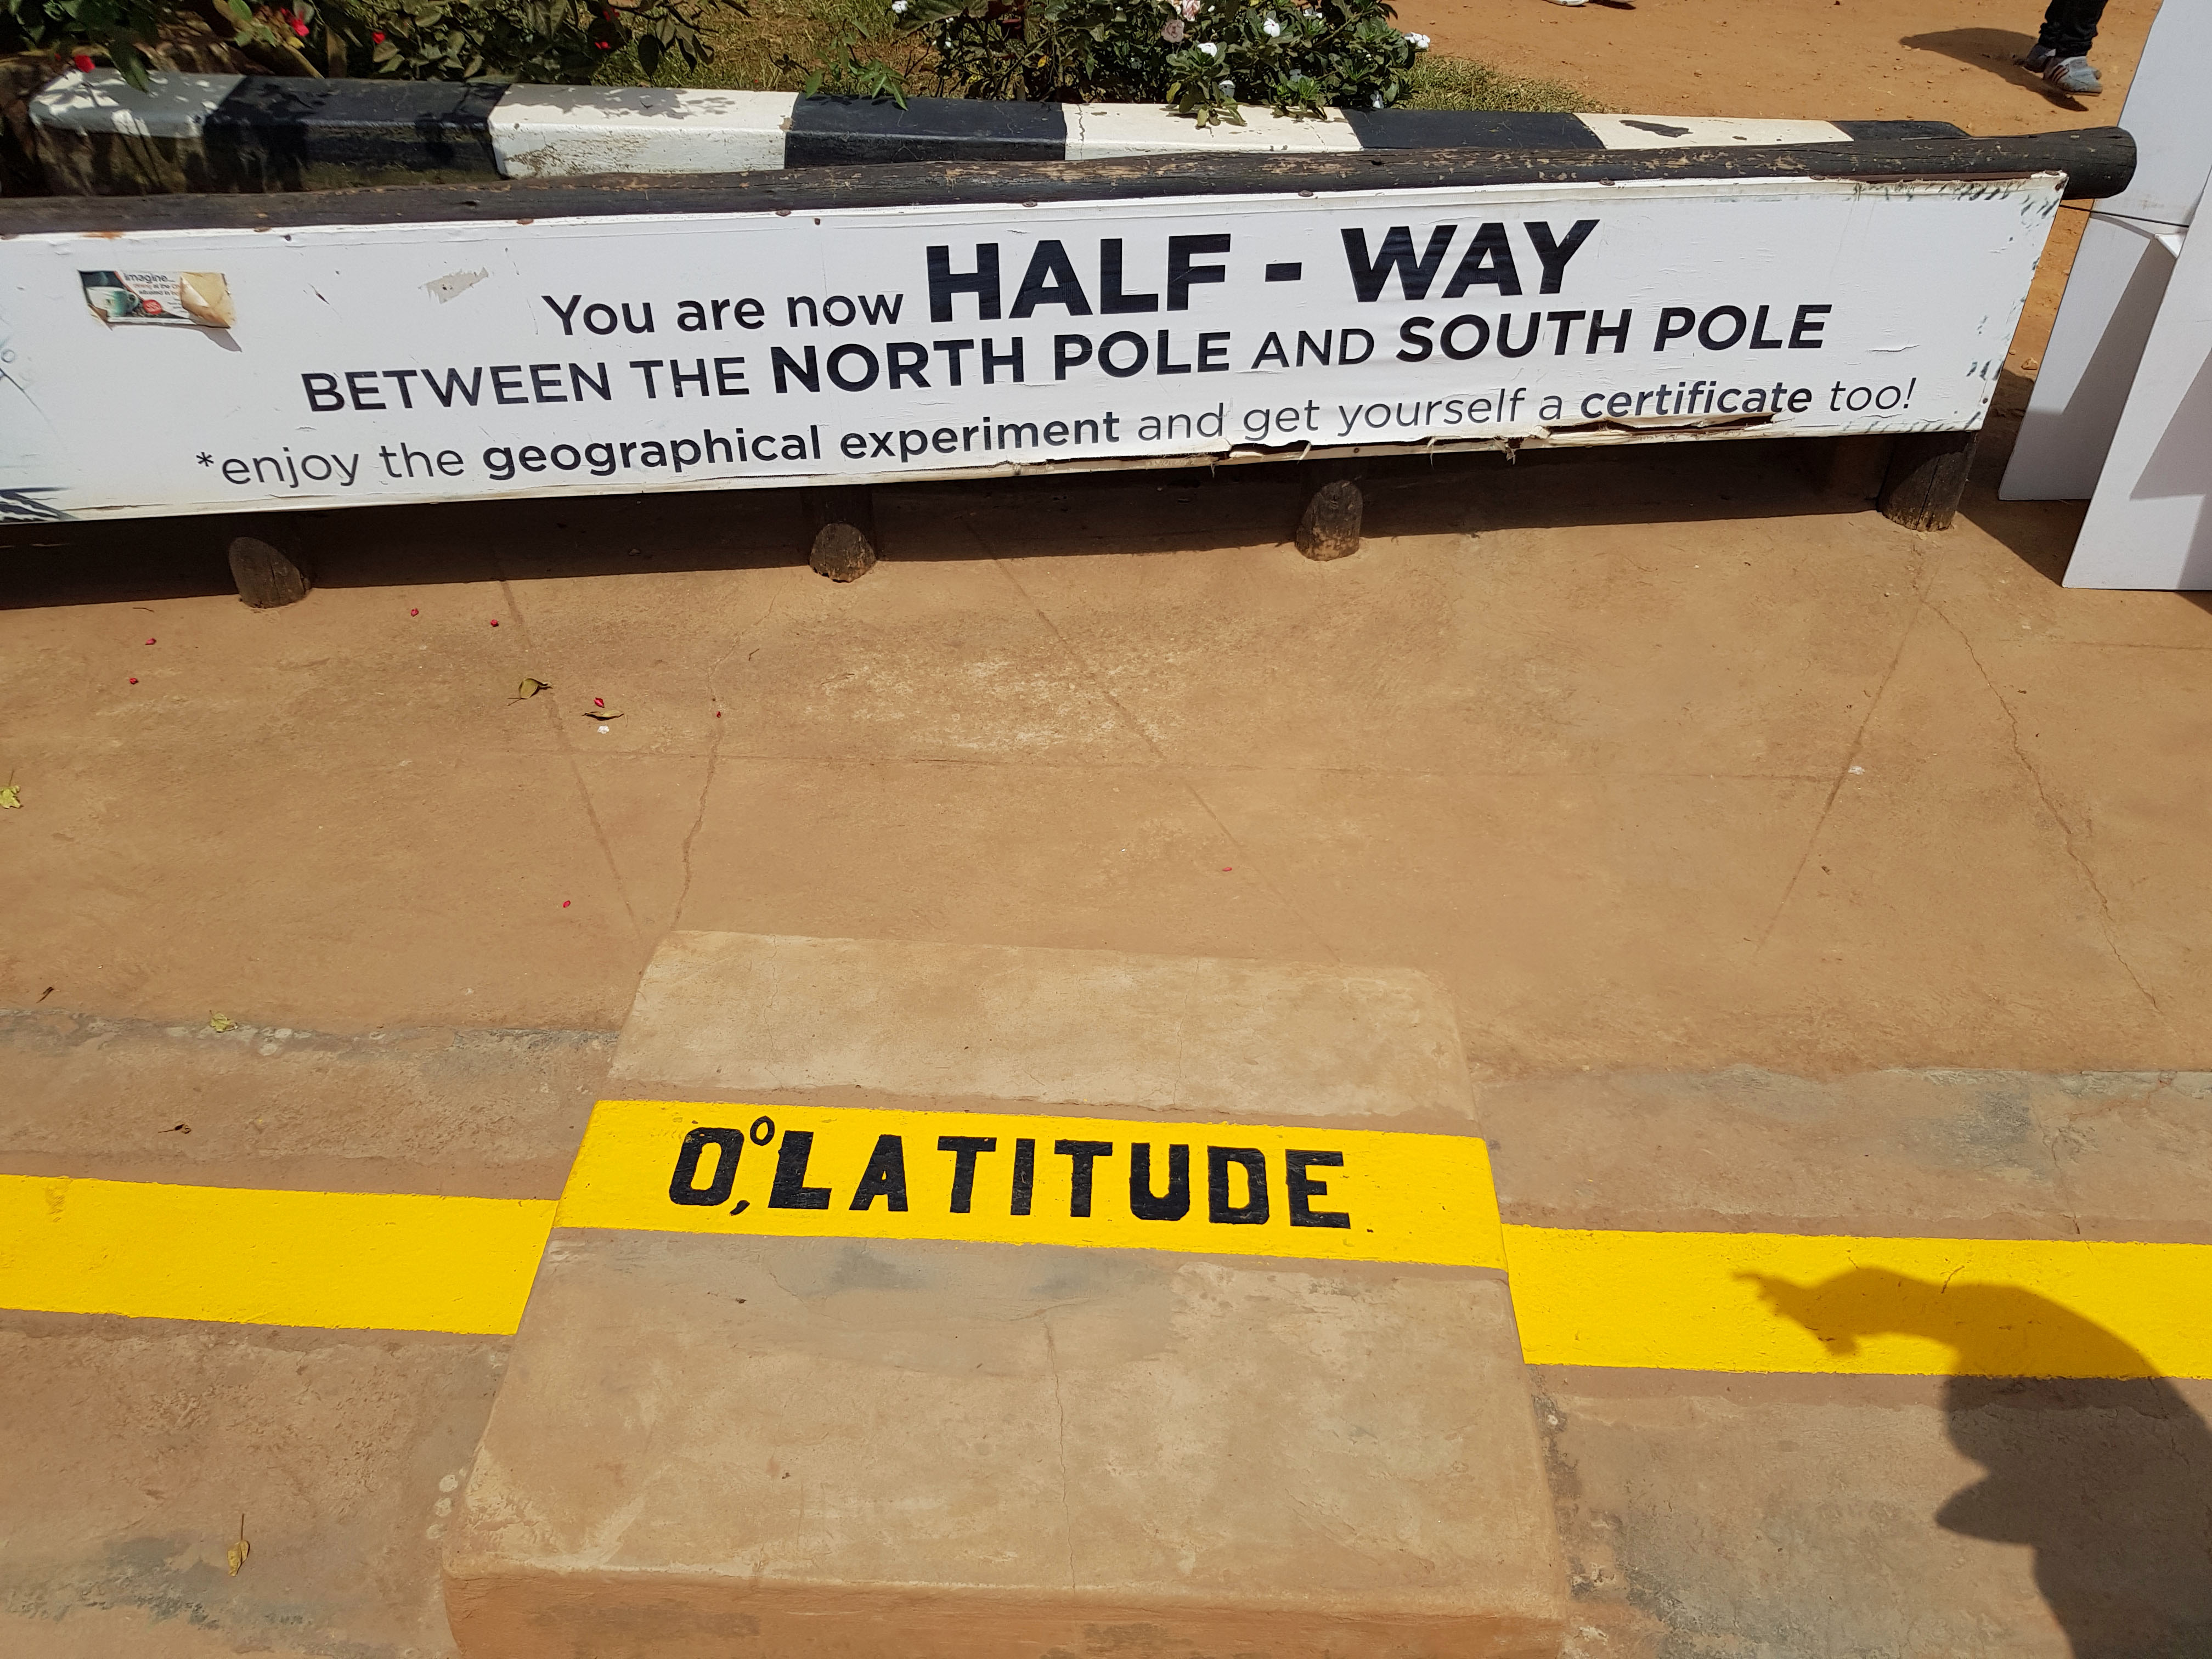 imagine...
You are now HALF - WAY
BETWEEN THE NORTH POLE AND SOUTH POLE
*enjoy the geographical experiment and get yourself a certificate too!
0°,LATITUDE